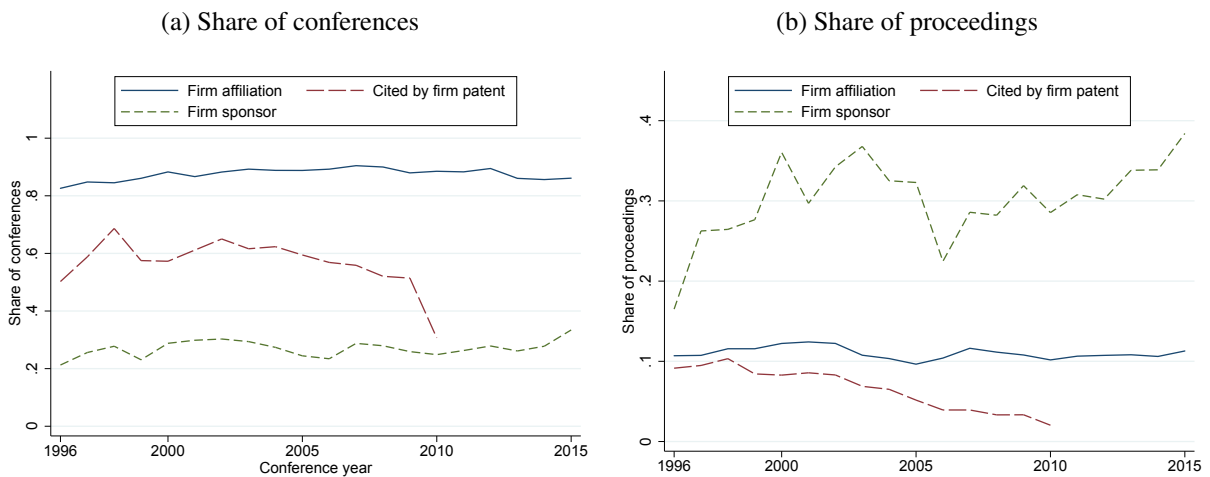 (a) Share of conferences
Firm affiliation
Cited by firm patent
Firm sponsor
Share of conferences
1
.8
.6
.4
.2
0
1996
2000
2005
2010
2015
Conference year
(b) Share of proceedings
Firm affiliation
Cited by firm patent
Firm sponsor
Share of proceedings
.4
.3
.2
.1
0
1996
2000
2005
2010
2015